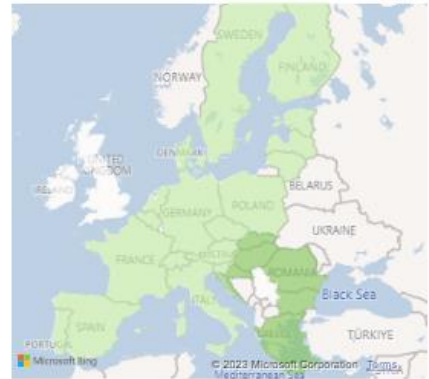 SWEDEN
FINLAND
NORWAY
UNITED
KINGDOM
DENMARK
IRELAND
BELARUS
GERMANY
POLAND
UKRAINE
FRANCE
ROMANIA
ITALY
Black Sea
PORTUGAL
SPAIN
GREECE
TÜRKIYE
Microsoft Bing
© 2023 Microsoft Corporation Terms
Mediterranean Sea